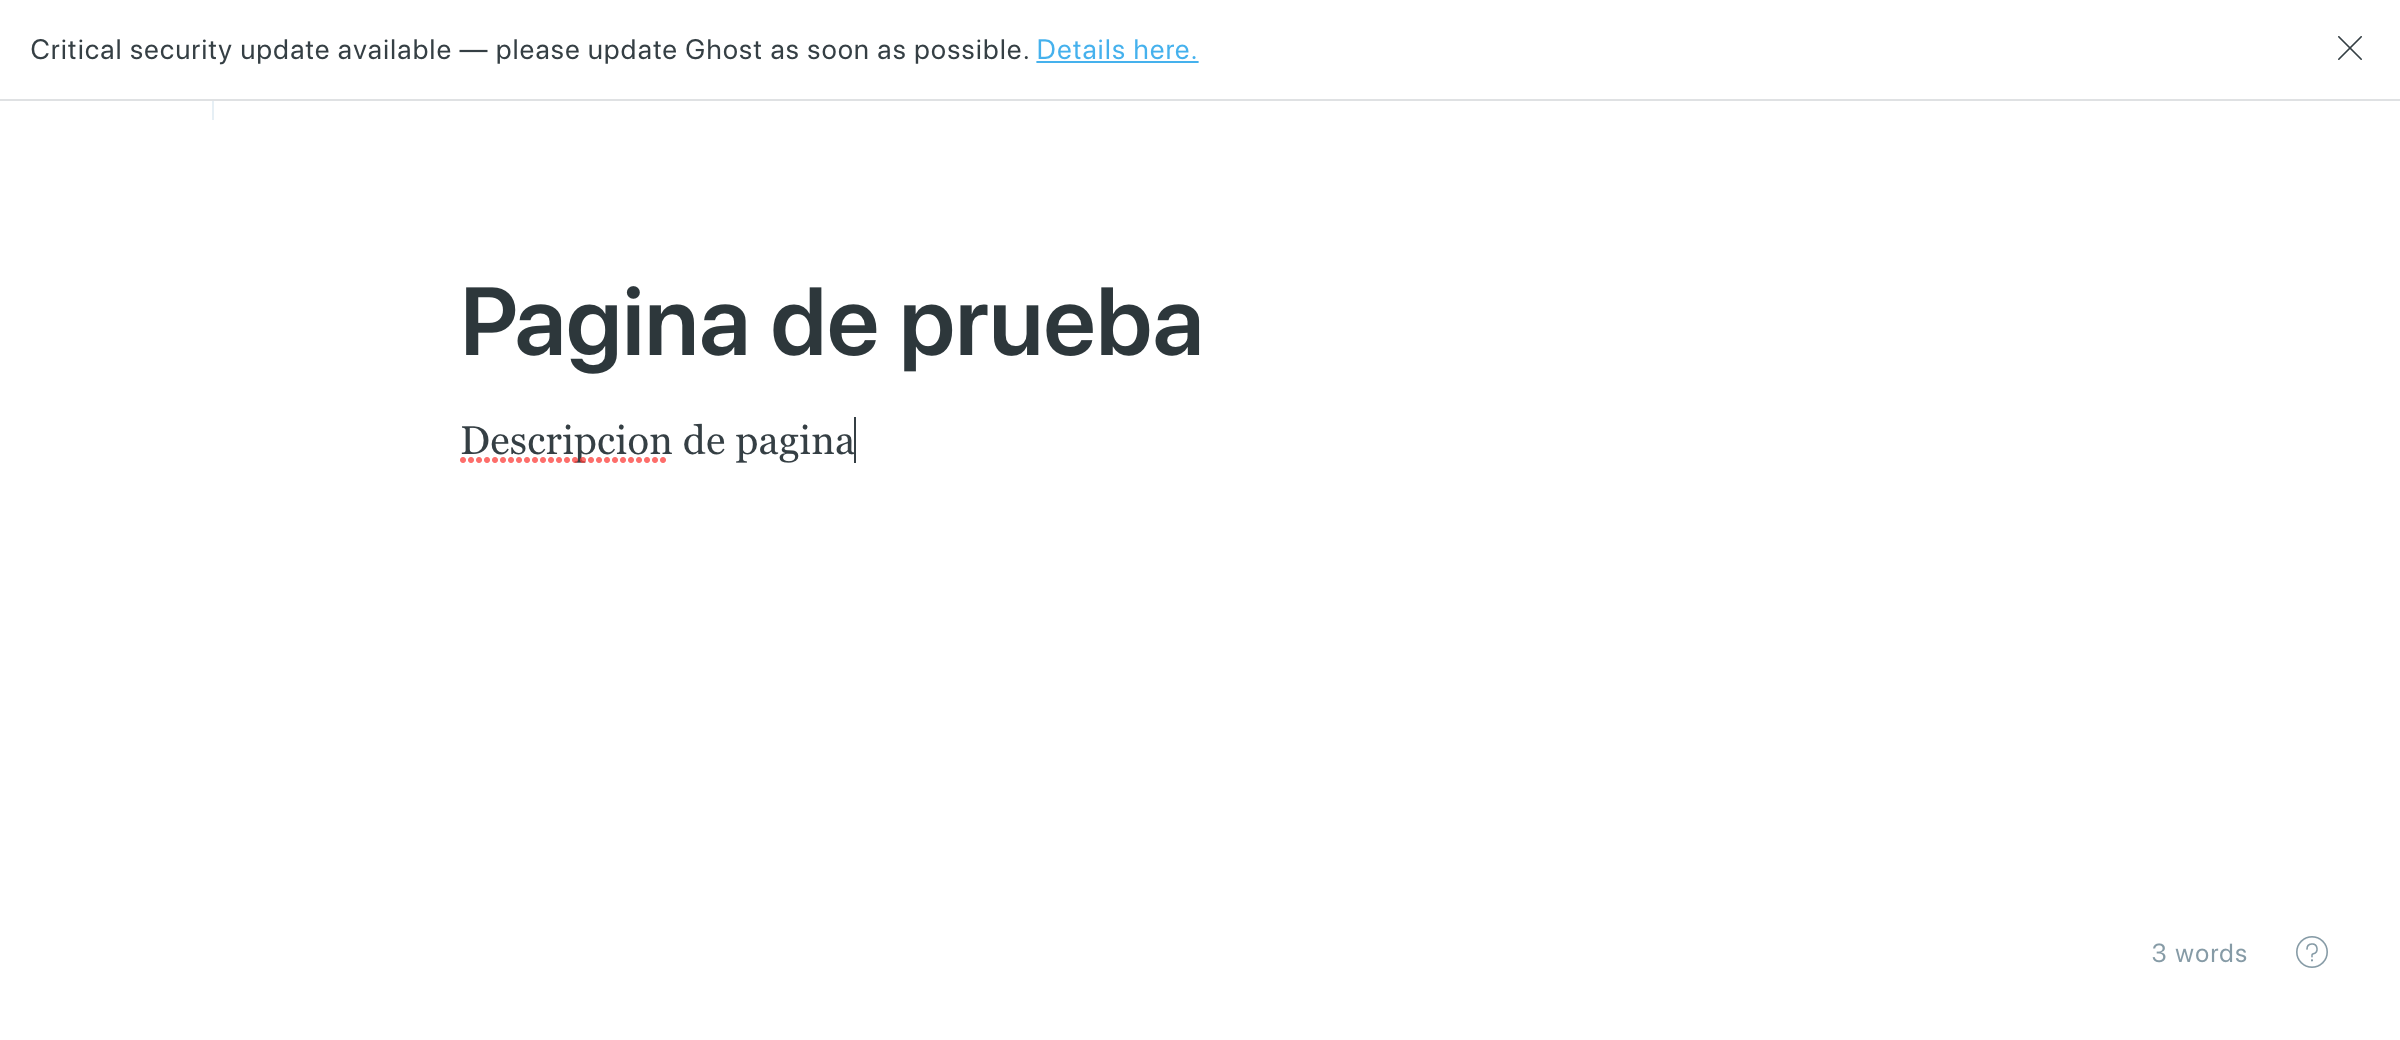 Critical security update available — please update Ghost as soon as possible. Details here.
Pagina de prueba
Descripcion de pagina
3 words
?